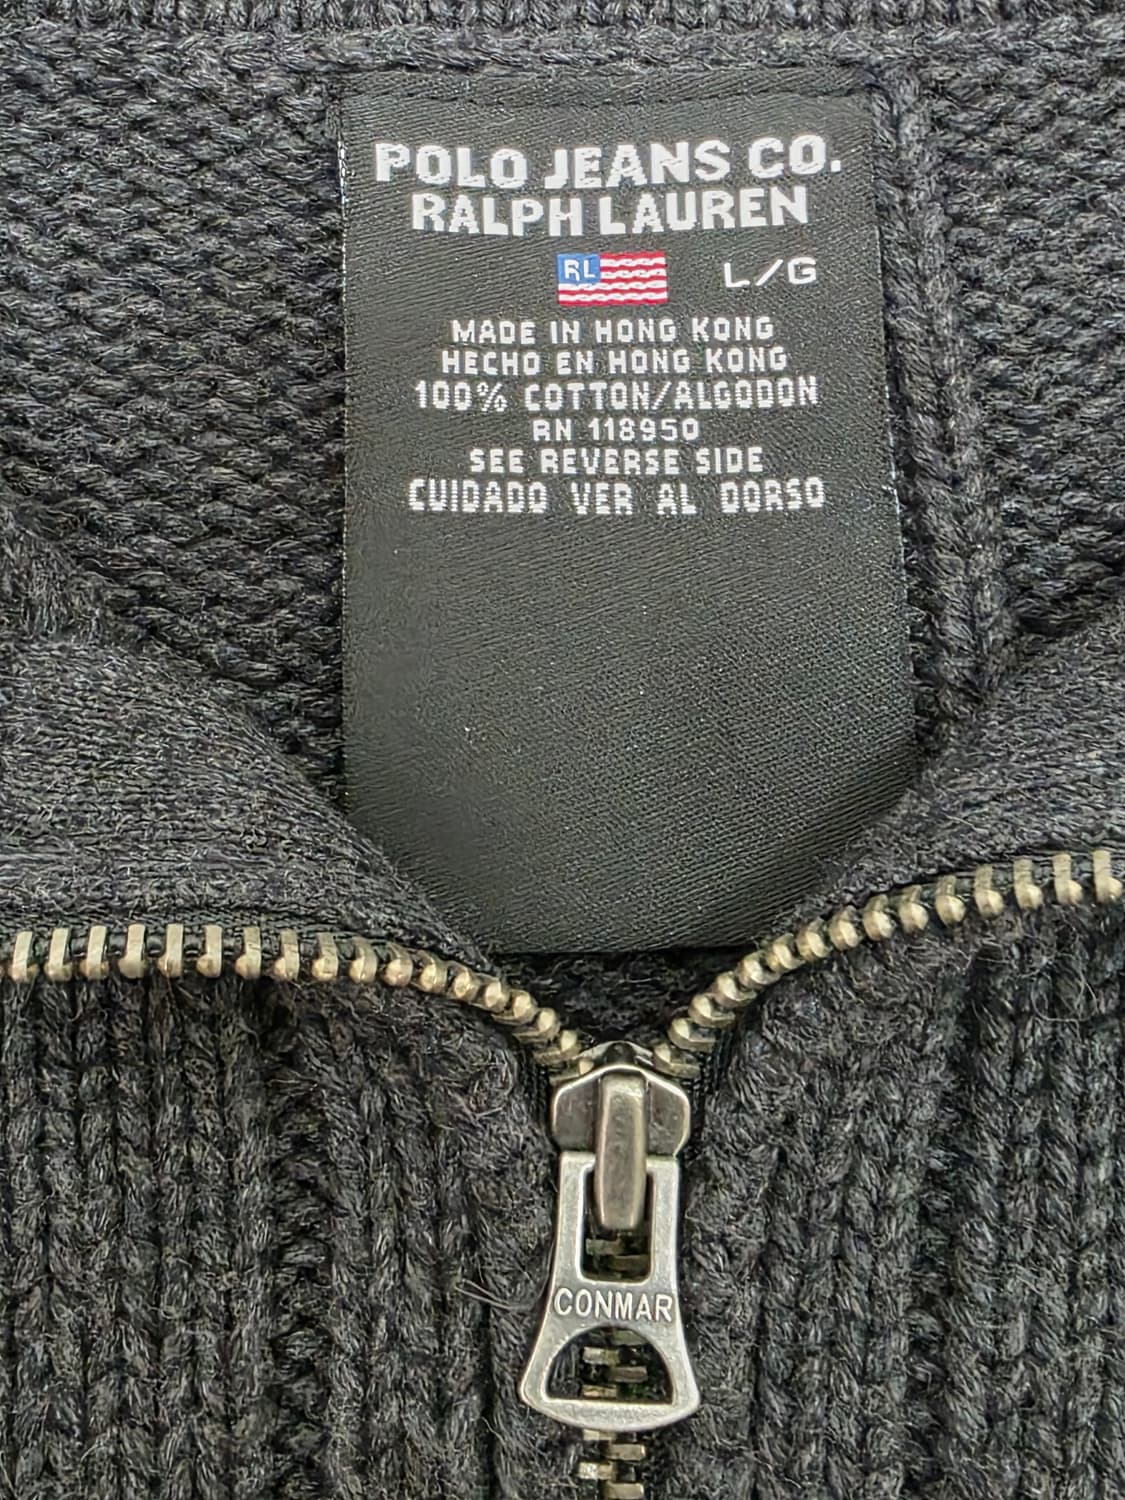 POLO JEANS CO.
RALPH LAUREN
RL L/G
MADE IN HONG KONG
HECHO EN HONG KONG
100% COTTON/ALGODON
RN 118950
SEE REVERSE SIDE
CUIDADO VER AL DORSO
CONMAR